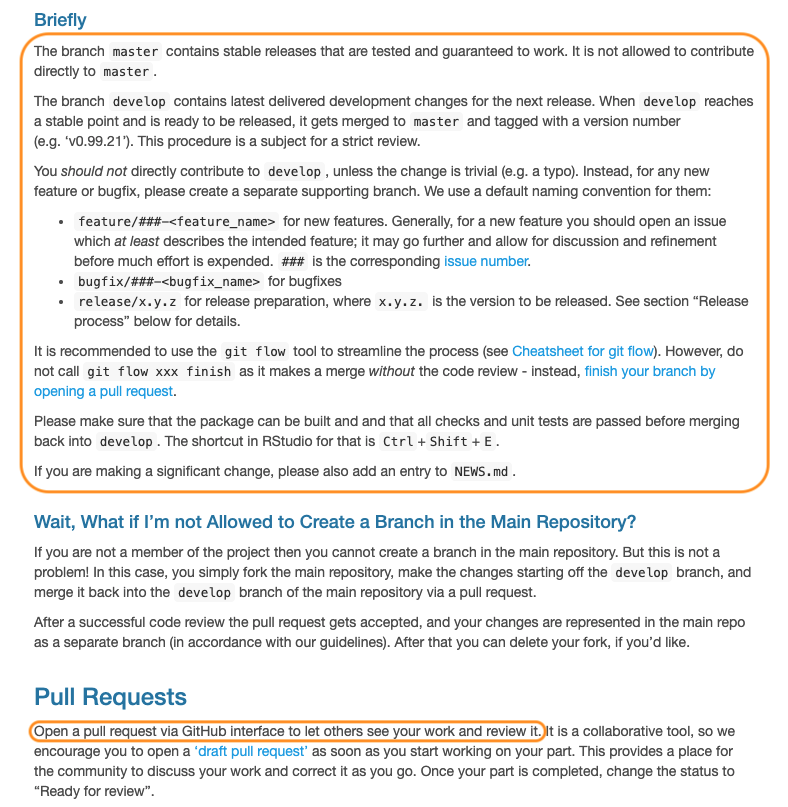 Briefly
The branch master contains stable releases that are tested and guaranteed to work. It is not allowed to contribute
directly to master.
The branch develop contains latest delivered development changes for the next release. When develop reaches
a stable point and is ready to be released, it gets merged to master and tagged with a version number
(e.g. ‘v0.99.21’). This procedure is a subject for a strict review.
You should not directly contribute to develop, unless the change is trivial (e.g. a typo). Instead, for any new
feature or bugfix, please create a separate supporting branch. We use a default naming convention for them:
• feature/###-<feature_name> for new features. Generally, for a new feature you should open an issue
which at least describes the intended feature; it may go further and allow for discussion and refinement
before much effort is expended. ### is the corresponding issue number.
• bugfix/###-<bugfix_name> for bugfixes
• release/x.y.z for release preparation, where x.y.z. is the version to be released. See section “Release
process” below for details.
It is recommended to use the git flow tool to streamline the process (see Cheatsheet for git flow). However, do
not call git flow xxx finish as it makes a merge without the code review - instead, finish your branch by
opening a pull request.
Please make sure that the package can be built and and that all checks and unit tests are passed before merging
back into develop. The shortcut in RStudio for that is Ctrl + Shift + E.
If you are making a significant change, please also add an entry to NEWS.md.
Wait, What if I’m not Allowed to Create a Branch in the Main Repository?
If you are not a member of the project then you cannot create a branch in the main repository. But this is not a
problem! In this case, you simply fork the main repository, make the changes starting off the develop branch, and
merge it back into the develop branch of the main repository via a pull request.
After a successful code review the pull request gets accepted, and your changes are represented in the main repo
as a separate branch (in accordance with our guidelines). After that you can delete your fork, if you’d like.
Pull Requests
Open a pull request via GitHub interface to let others see your work and review it. It is a collaborative tool, so we
encourage you to open a ‘draft pull request’ as soon as you start working on your part. This provides a place for
the community to discuss your work and correct it as you go. Once your part is completed, change the status to
“Ready for review”.